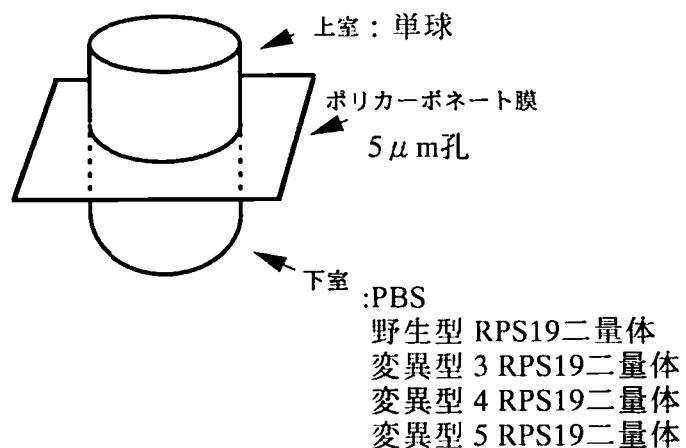 上室：単球
ポリカーボネート膜
5μm孔
下室
:PBS
野生型 RPS19二量体
変異型 3 RPS19二量体
変異型 4 RPS19二量体
変異型 5 RPS19二量体